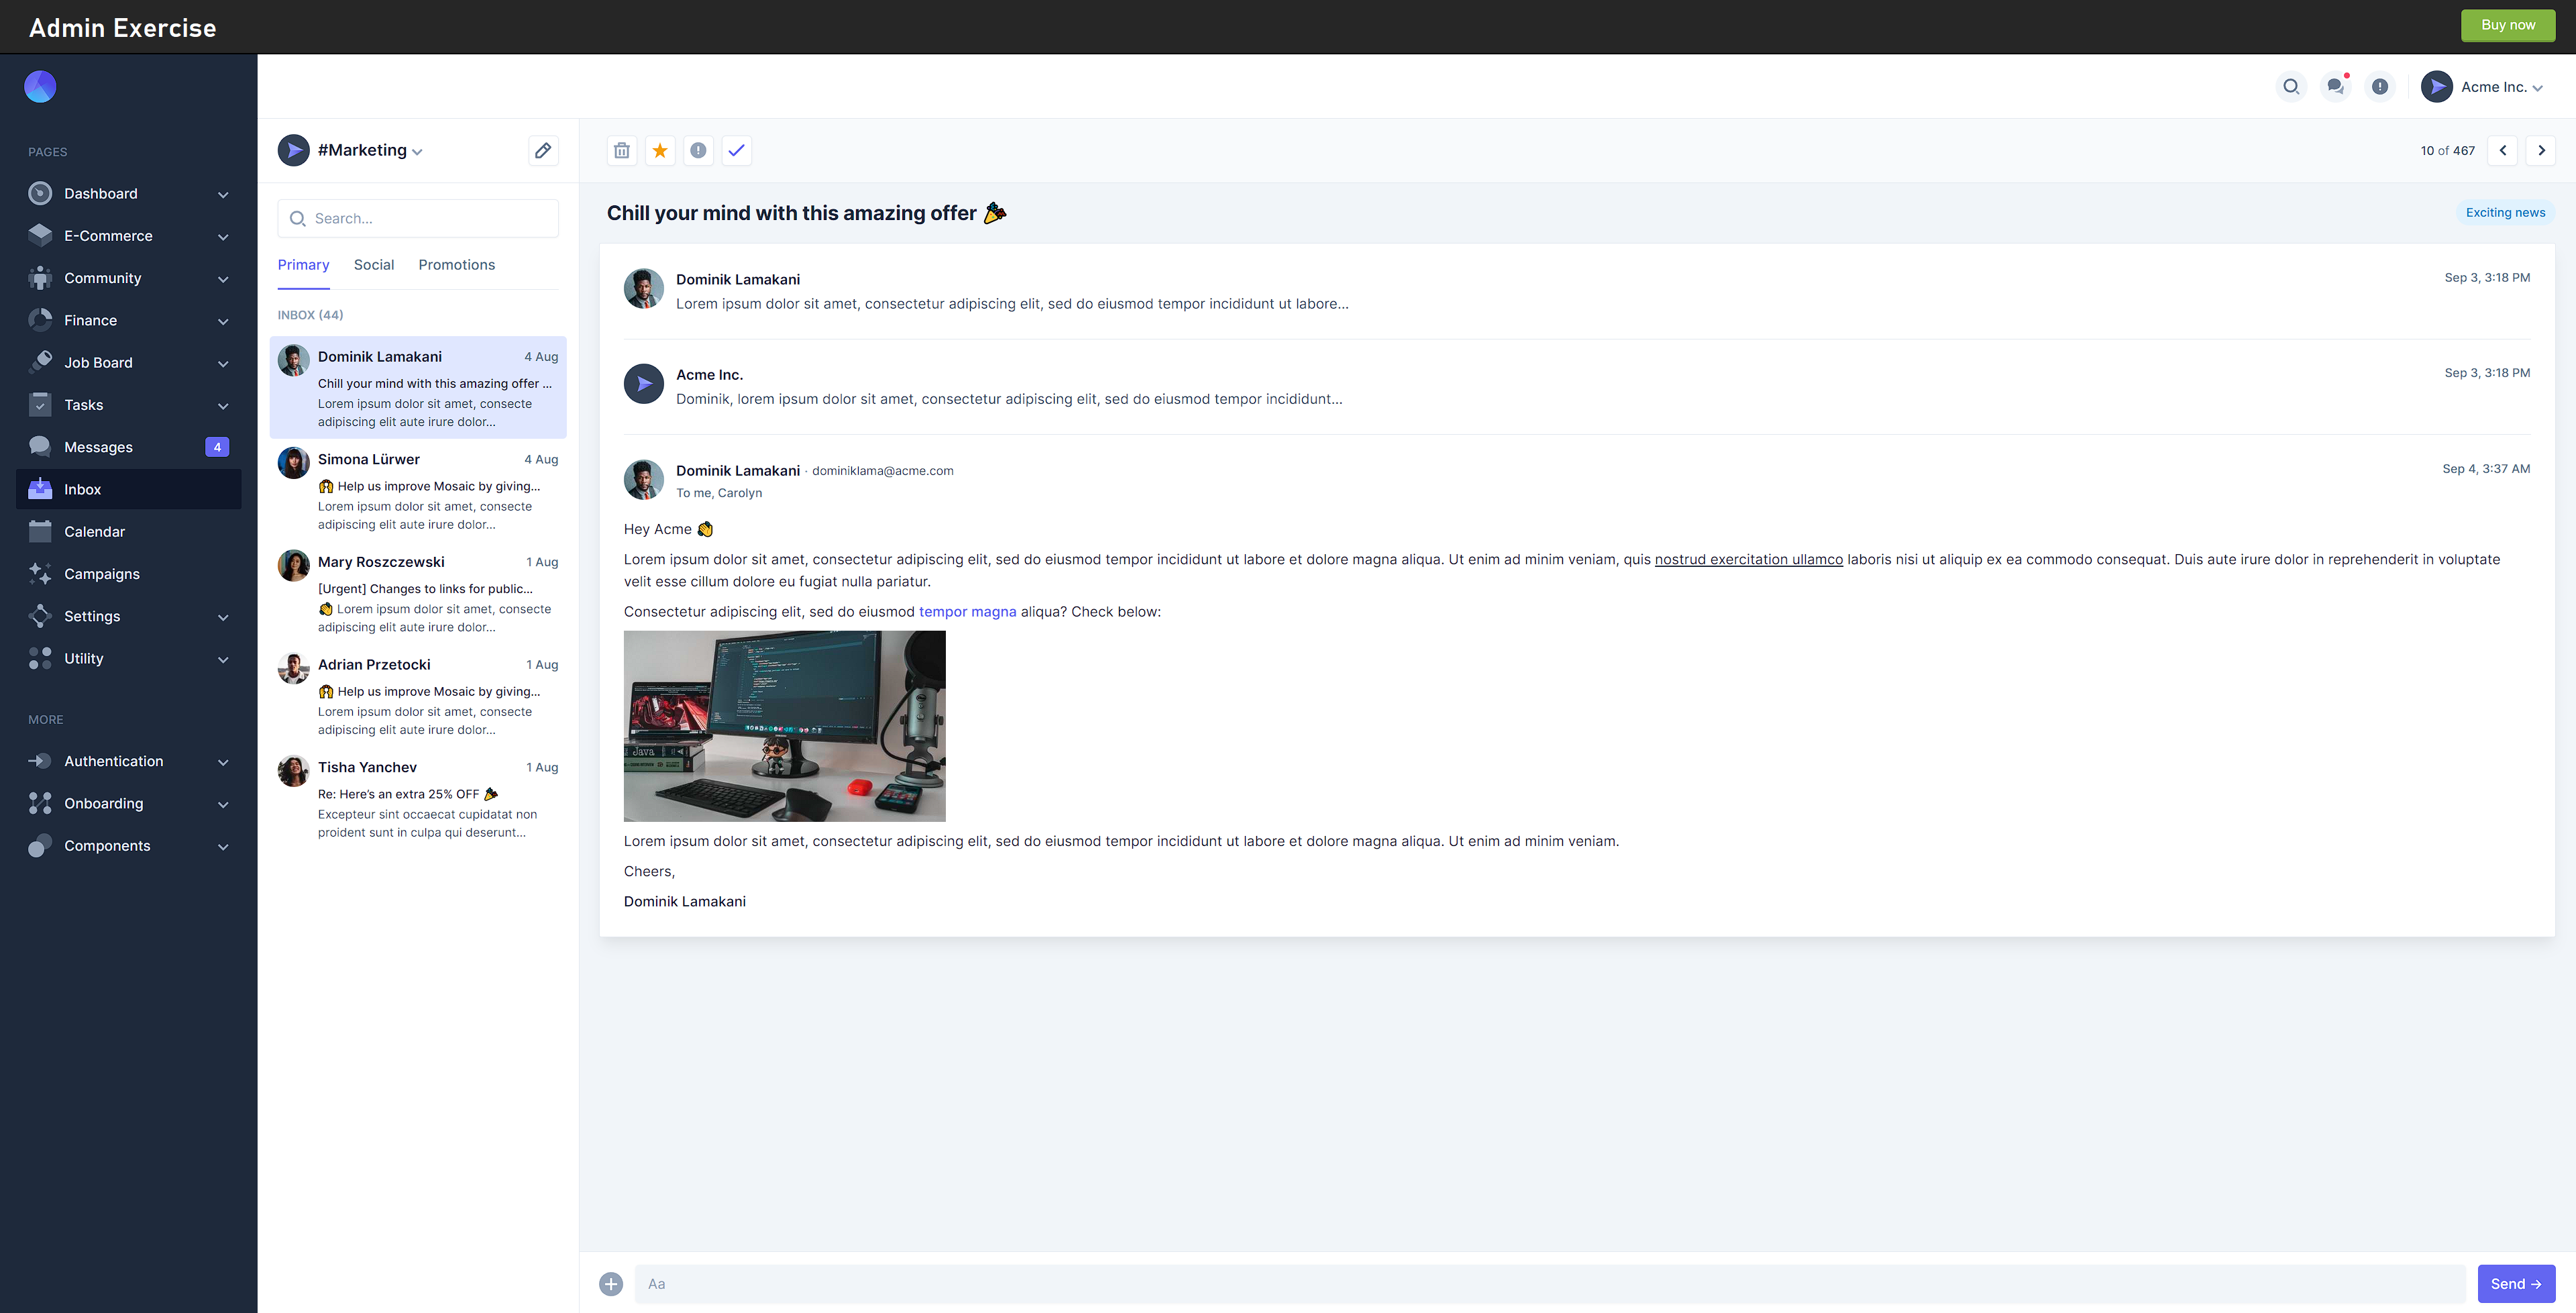 Admin Exercise
Buy now
Acme Inc.
PAGES
Dashboard
E-Commerce
Community
Finance
Job Board
Tasks
Messages
4
Inbox
Calendar
Campaigns
Settings
Utility
MORE
Authentication
Onboarding
Components
#Marketing
Search...
Primary
Social
Promotions
INBOX (44)
Dominik Lamakani
4 Aug
Chill your mind with this amazing offer ...
Lorem ipsum dolor sit amet, consecte
adipiscing elit aute irure dolor...
Simona Lürwer
4 Aug
🙌 Help us improve Mosaic by giving...
Lorem ipsum dolor sit amet, consecte
adipiscing elit aute irure dolor...
Mary Roszczewski
1 Aug
[Urgent] Changes to links for public...
👏 Lorem ipsum dolor sit amet, consecte
adipiscing elit aute irure dolor...
Adrian Przetocki
1 Aug
🙌 Help us improve Mosaic by giving...
Lorem ipsum dolor sit amet, consecte
adipiscing elit aute irure dolor...
Tisha Yanchev
1 Aug
Re: Here’s an extra 25% OFF 🎉
Excepteur sint occaecat cupidatat non
proident sunt in culpa qui deserunt...
10 of 467
Chill your mind with this amazing offer 🎉
Exciting news
Dominik Lamakani
Sep 3, 3:18 PM
Lorem ipsum dolor sit amet, consectetur adipiscing elit, sed do eiusmod tempor incididunt ut labore...
Acme Inc.
Sep 3, 3:18 PM
Dominik, lorem ipsum dolor sit amet, consectetur adipiscing elit, sed do eiusmod tempor incididunt...
Dominik Lamakani · dominiklama@acme.com
Sep 4, 3:37 AM
To me, Carolyn
Hey Acme 👏
Lorem ipsum dolor sit amet, consectetur adipiscing elit, sed do eiusmod tempor incididunt ut labore et dolore magna aliqua. Ut enim ad minim veniam, quis nostrud exercitation ullamco laboris nisi ut aliquip ex ea commodo consequat. Duis aute irure dolor in reprehenderit in voluptate
velit esse cillum dolore eu fugiat nulla pariatur.
Consectetur adipiscing elit, sed do eiusmod tempor magna aliqua? Check below:
Java
Lorem ipsum dolor sit amet, consectetur adipiscing elit, sed do eiusmod tempor incididunt ut labore et dolore magna aliqua. Ut enim ad minim veniam.
Cheers,
Dominik Lamakani
Aa
Send →